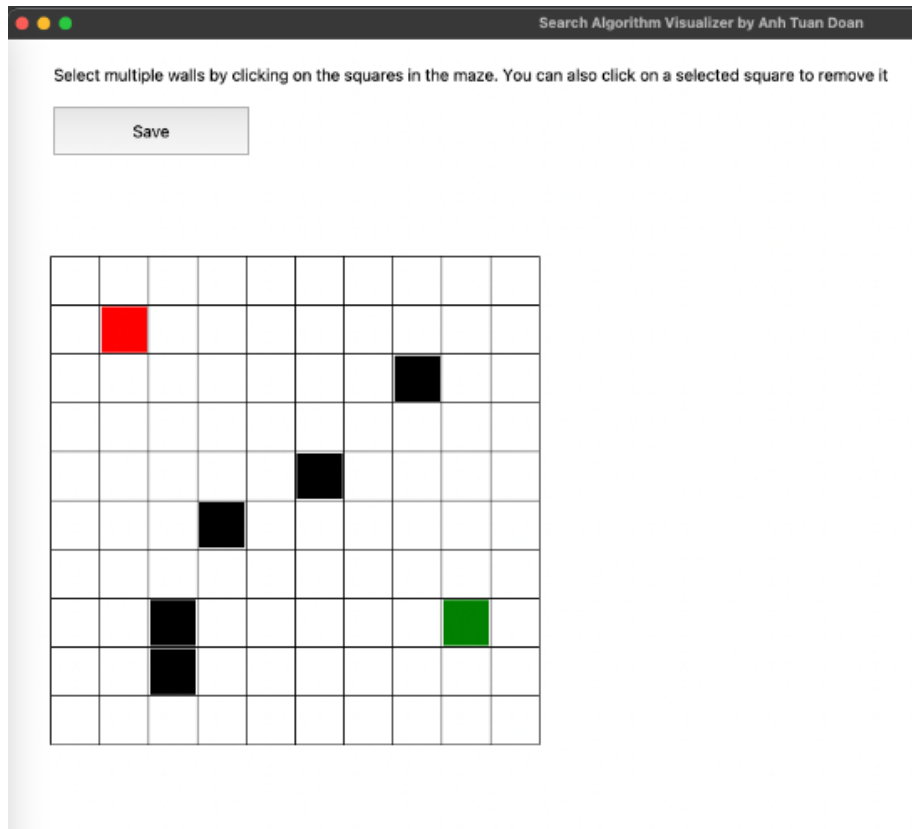 Search Algorithm Visualizer by Anh Tuan Doan
Select multiple walls by clicking on the squares in the maze. You can also click on a selected square to remove it
Save